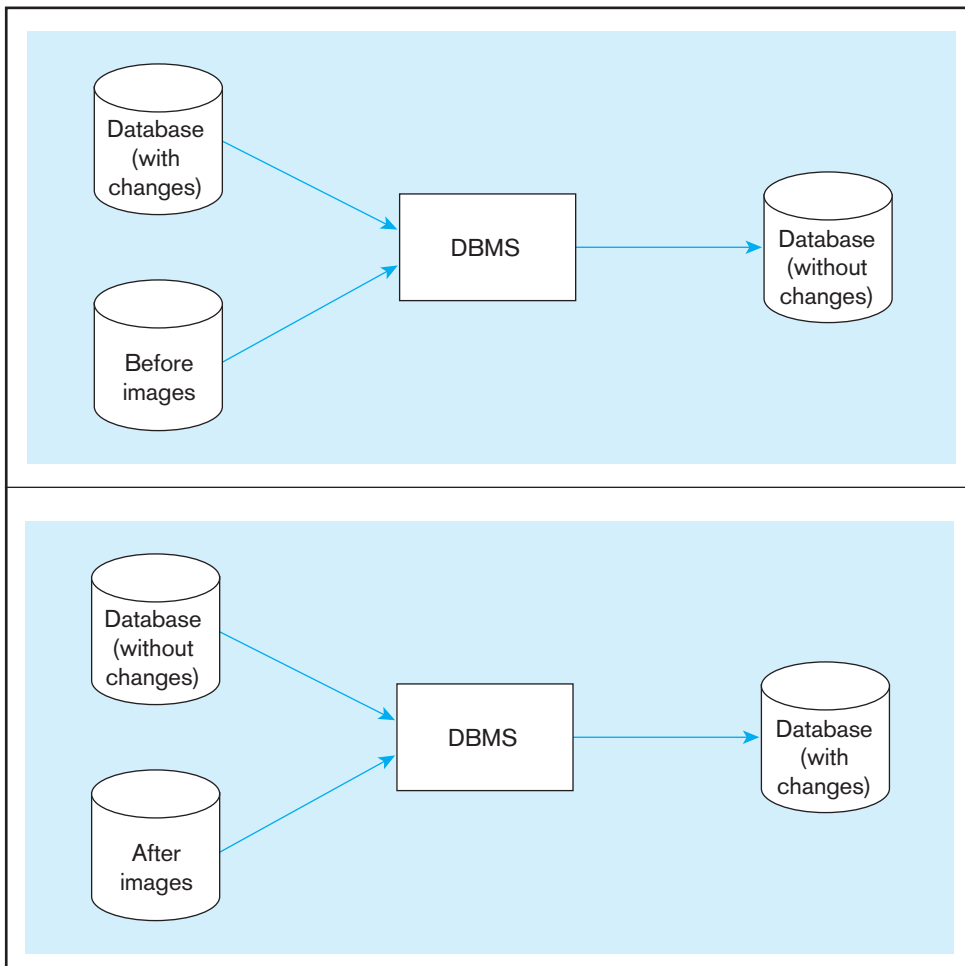 Database
(with
changes)
DBMS
Database
(without
changes)
Before
images
Database
(without
changes)
DBMS
Database
(with
changes)
After
images